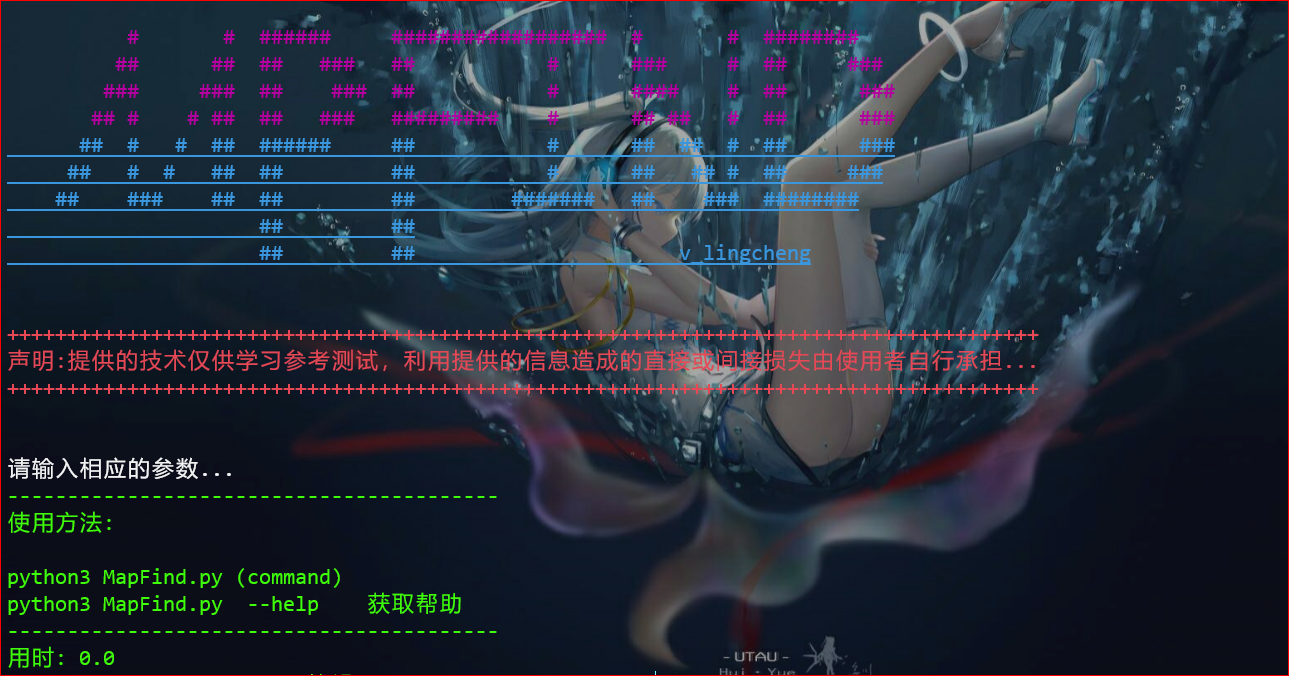 v_lingcheng
++++++++++++++++++++++++++++++++++++++++++++++++++++++++++++++++++++++++++++++++++++++
声明:提供的技术仅供学习参考测试，利用提供的信息造成的直接或间接损失由使用者自行承担...
++++++++++++++++++++++++++++++++++++++++++++++++++++++++++++++++++++++++++++++++++++++
请输入相应的参数...
-----------------------------------------
使用方法:
python3 MapFind.py (command)
python3 MapFind.py  --help    获取帮助
-----------------------------------------
用时: 0.0
- UTAU -
Hui - Yue